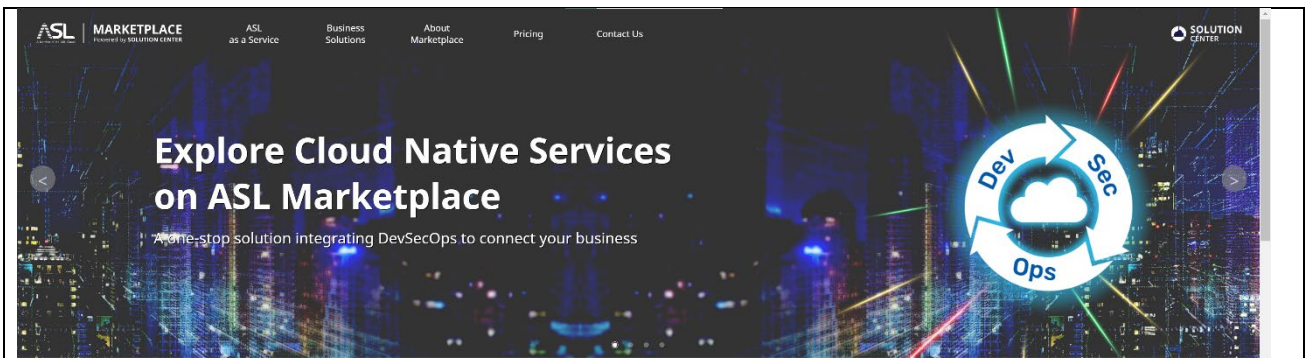 ASL
MARKETPLACE
Powered by SOLUTION CENTER
ASL
as a Service
Business
Solutions
About
Marketplace
Pricing
Contact Us
SOLUTION
CENTER
Explore Cloud Native Services
on ASL Marketplace
A one-stop solution integrating DevSecOps to connect your business
<
>
Dev
Sec
Ops